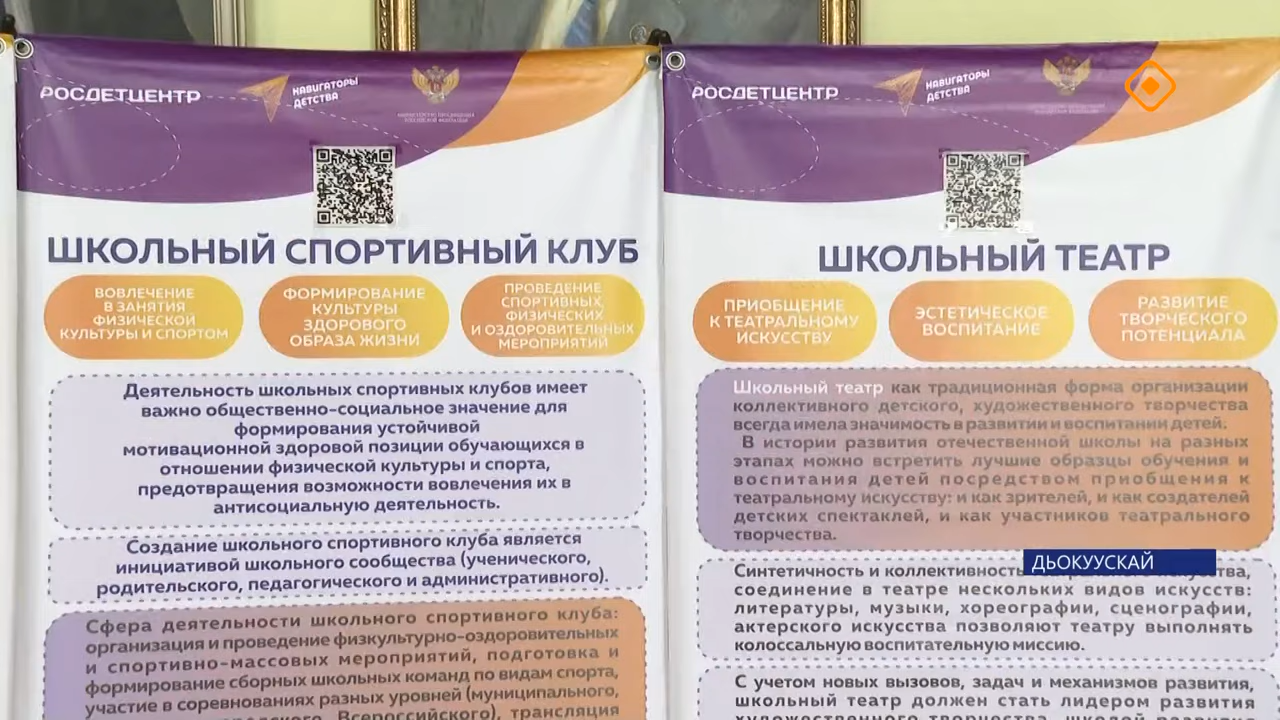 РОСДЕТЦЕНТР
НАВИГАТОРЫ
ДЕТСТВА
ШКОЛЬНЫЙ СПОРТИВНЫЙ КЛУБ
ВОВЛЕЧЕНИЕ
В ЗАНЯТИЯ
ФИЗИЧЕСКОЙ
КУЛЬТУРЫ И СПОРТОМ
ФОРМИРОВАНИЕ
КУЛЬТУРЫ
ЗДОРОВОГО
ОБРАЗА ЖИЗНИ
ПРОВЕДЕНИЕ
СПОРТИВНЫХ,
ФИЗИЧЕСКИХ
И ОЗДОРОВИТЕЛЬНЫХ
МЕРОПРИЯТИЙ
Деятельность школьных спортивных клубов имеет
важно общественно-социальное значение для
формирования устойчивой
мотивационной здоровой позиции обучающихся в
отношении физической культуры и спорта,
предотвращения возможности вовлечения их в
антисоциальную деятельность.
Создание школьного спортивного клуба является
инициативой школьного сообщества (ученического,
родительского, педагогического и административного).
Сфера деятельности школьного спортивного клуба:
организация и проведение физкультурно-оздоровительных
и спортивно-массовых мероприятий, подготовка и
формирование сборных школьных команд по видам спорта,
участие в соревнованиях разных уровней (муниципального,
Всероссийского), трансляция
РОСДЕТЦЕНТР
НАВИГАТОРЫ
ДЕТСТВА
ШКОЛЬНЫЙ ТЕАТР
ПРИОБЩЕНИЕ
К ТЕАТРАЛЬНОМУ
ИСКУССТВУ
ЭСТЕТИЧЕСКОЕ
ВОСПИТАНИЕ
РАЗВИТИЕ
ТВОРЧЕСКОГО
ПОТЕНЦИАЛА
Школьный театр как традиционная форма организации
коллективного детского, художественного творчества
всегда имела значимость в развитии и воспитании детей.
В истории развития отечественной школы на разных
этапах можно встретить лучшие образцы обучения и
воспитания детей посредством приобщения к
театральному искусству: и как зрителей, и как создателей
детских спектаклей, и как участников театрального
творчества.
Синтетичность и коллективность
соединение в театре нескольких видов искусств:
литературы, музыки, хореографии, сценографии,
актерского искусства позволяют театру выполнять
колоссальную воспитательную миссию.
С учетом новых вызовов, задач и механизмов развития,
школьный театр должен стать лидером развития
художественного творчества,
ДЬОКУУСКАЙ